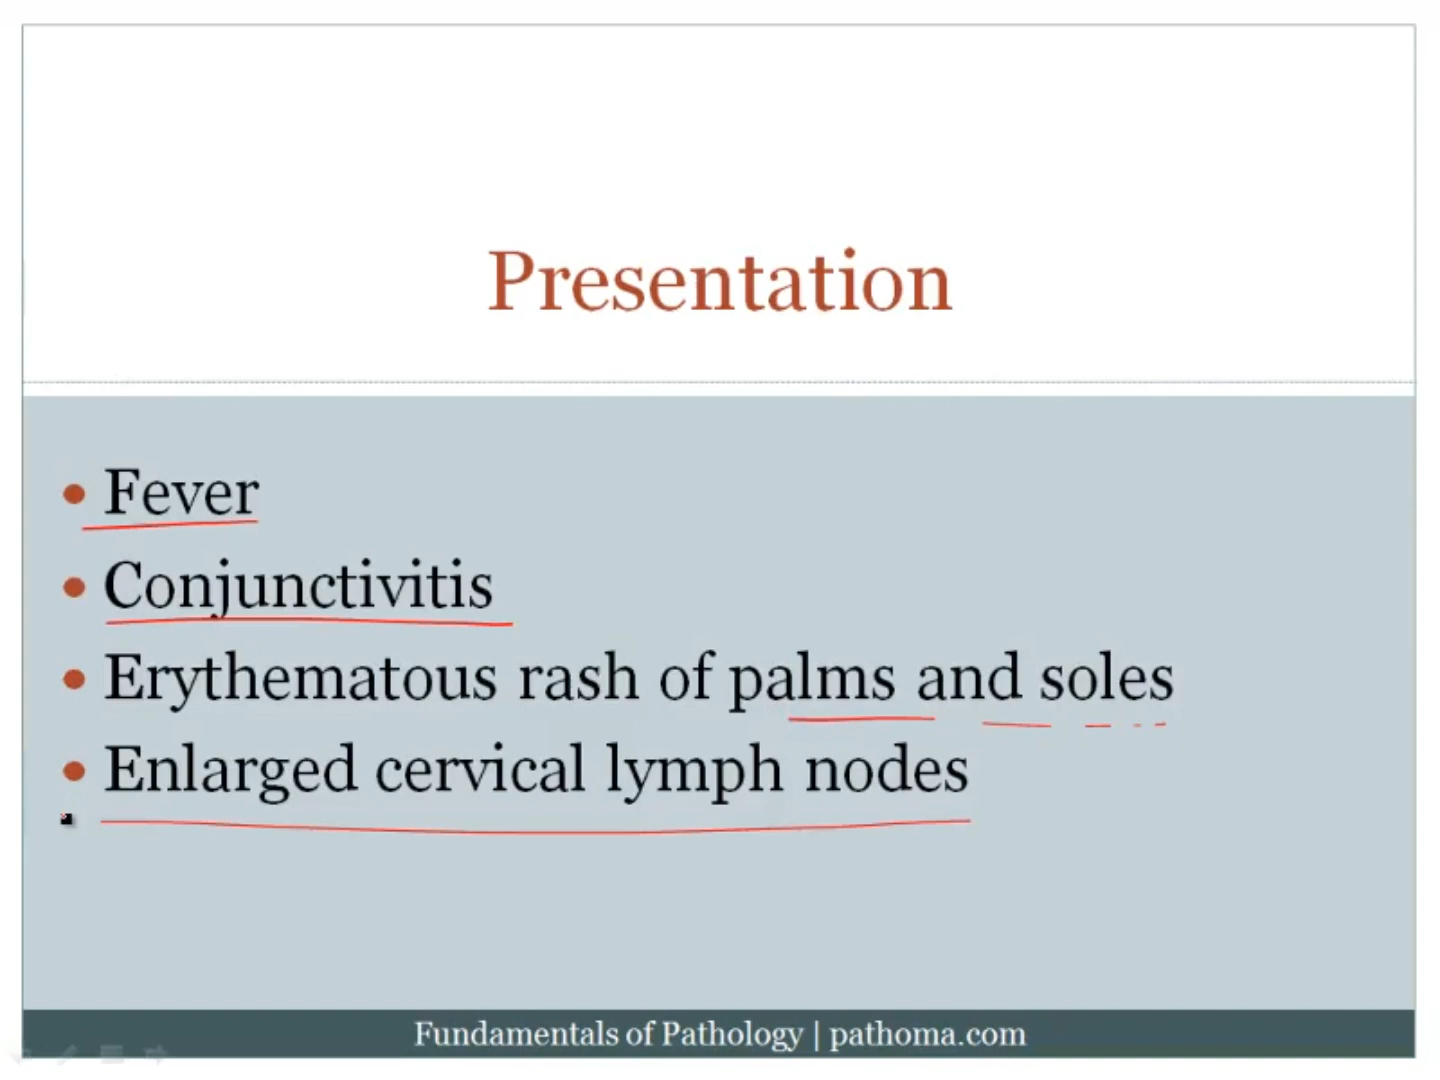 Presentation
• Fever
• Conjunctivitis
• Erythematous rash of palms and soles
• Enlarged cervical lymph nodes
Fundamentals of Pathology | pathoma.com